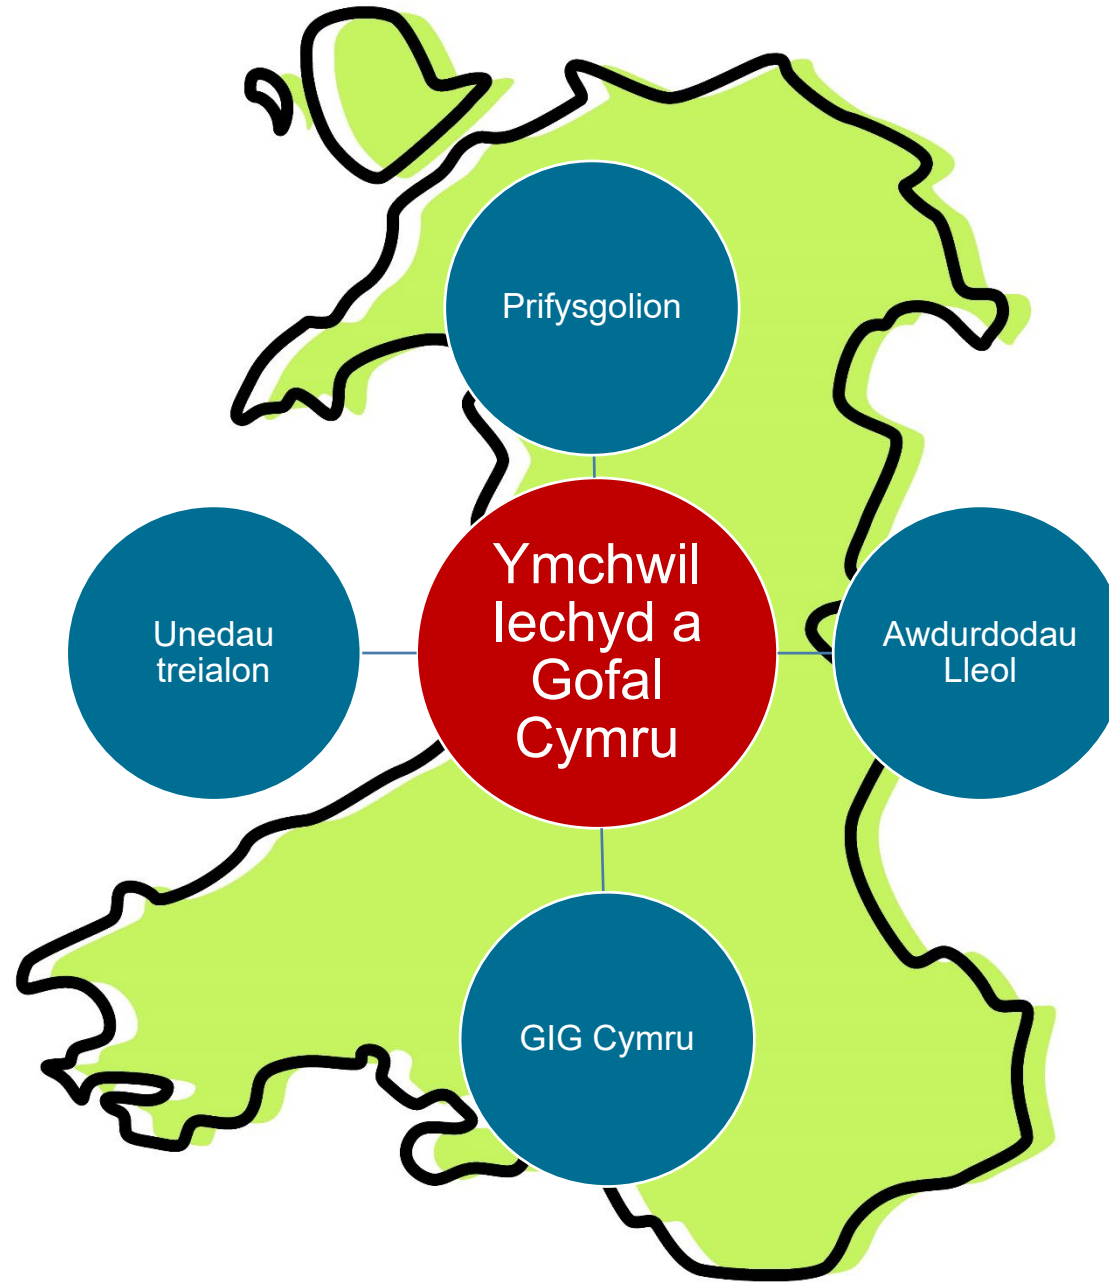 Prifysgolion
Ymchwil
Iechyd a
Gofal
Cymru
Unedau
treialon
Awdurdodau
Lleol
GIG Cymru